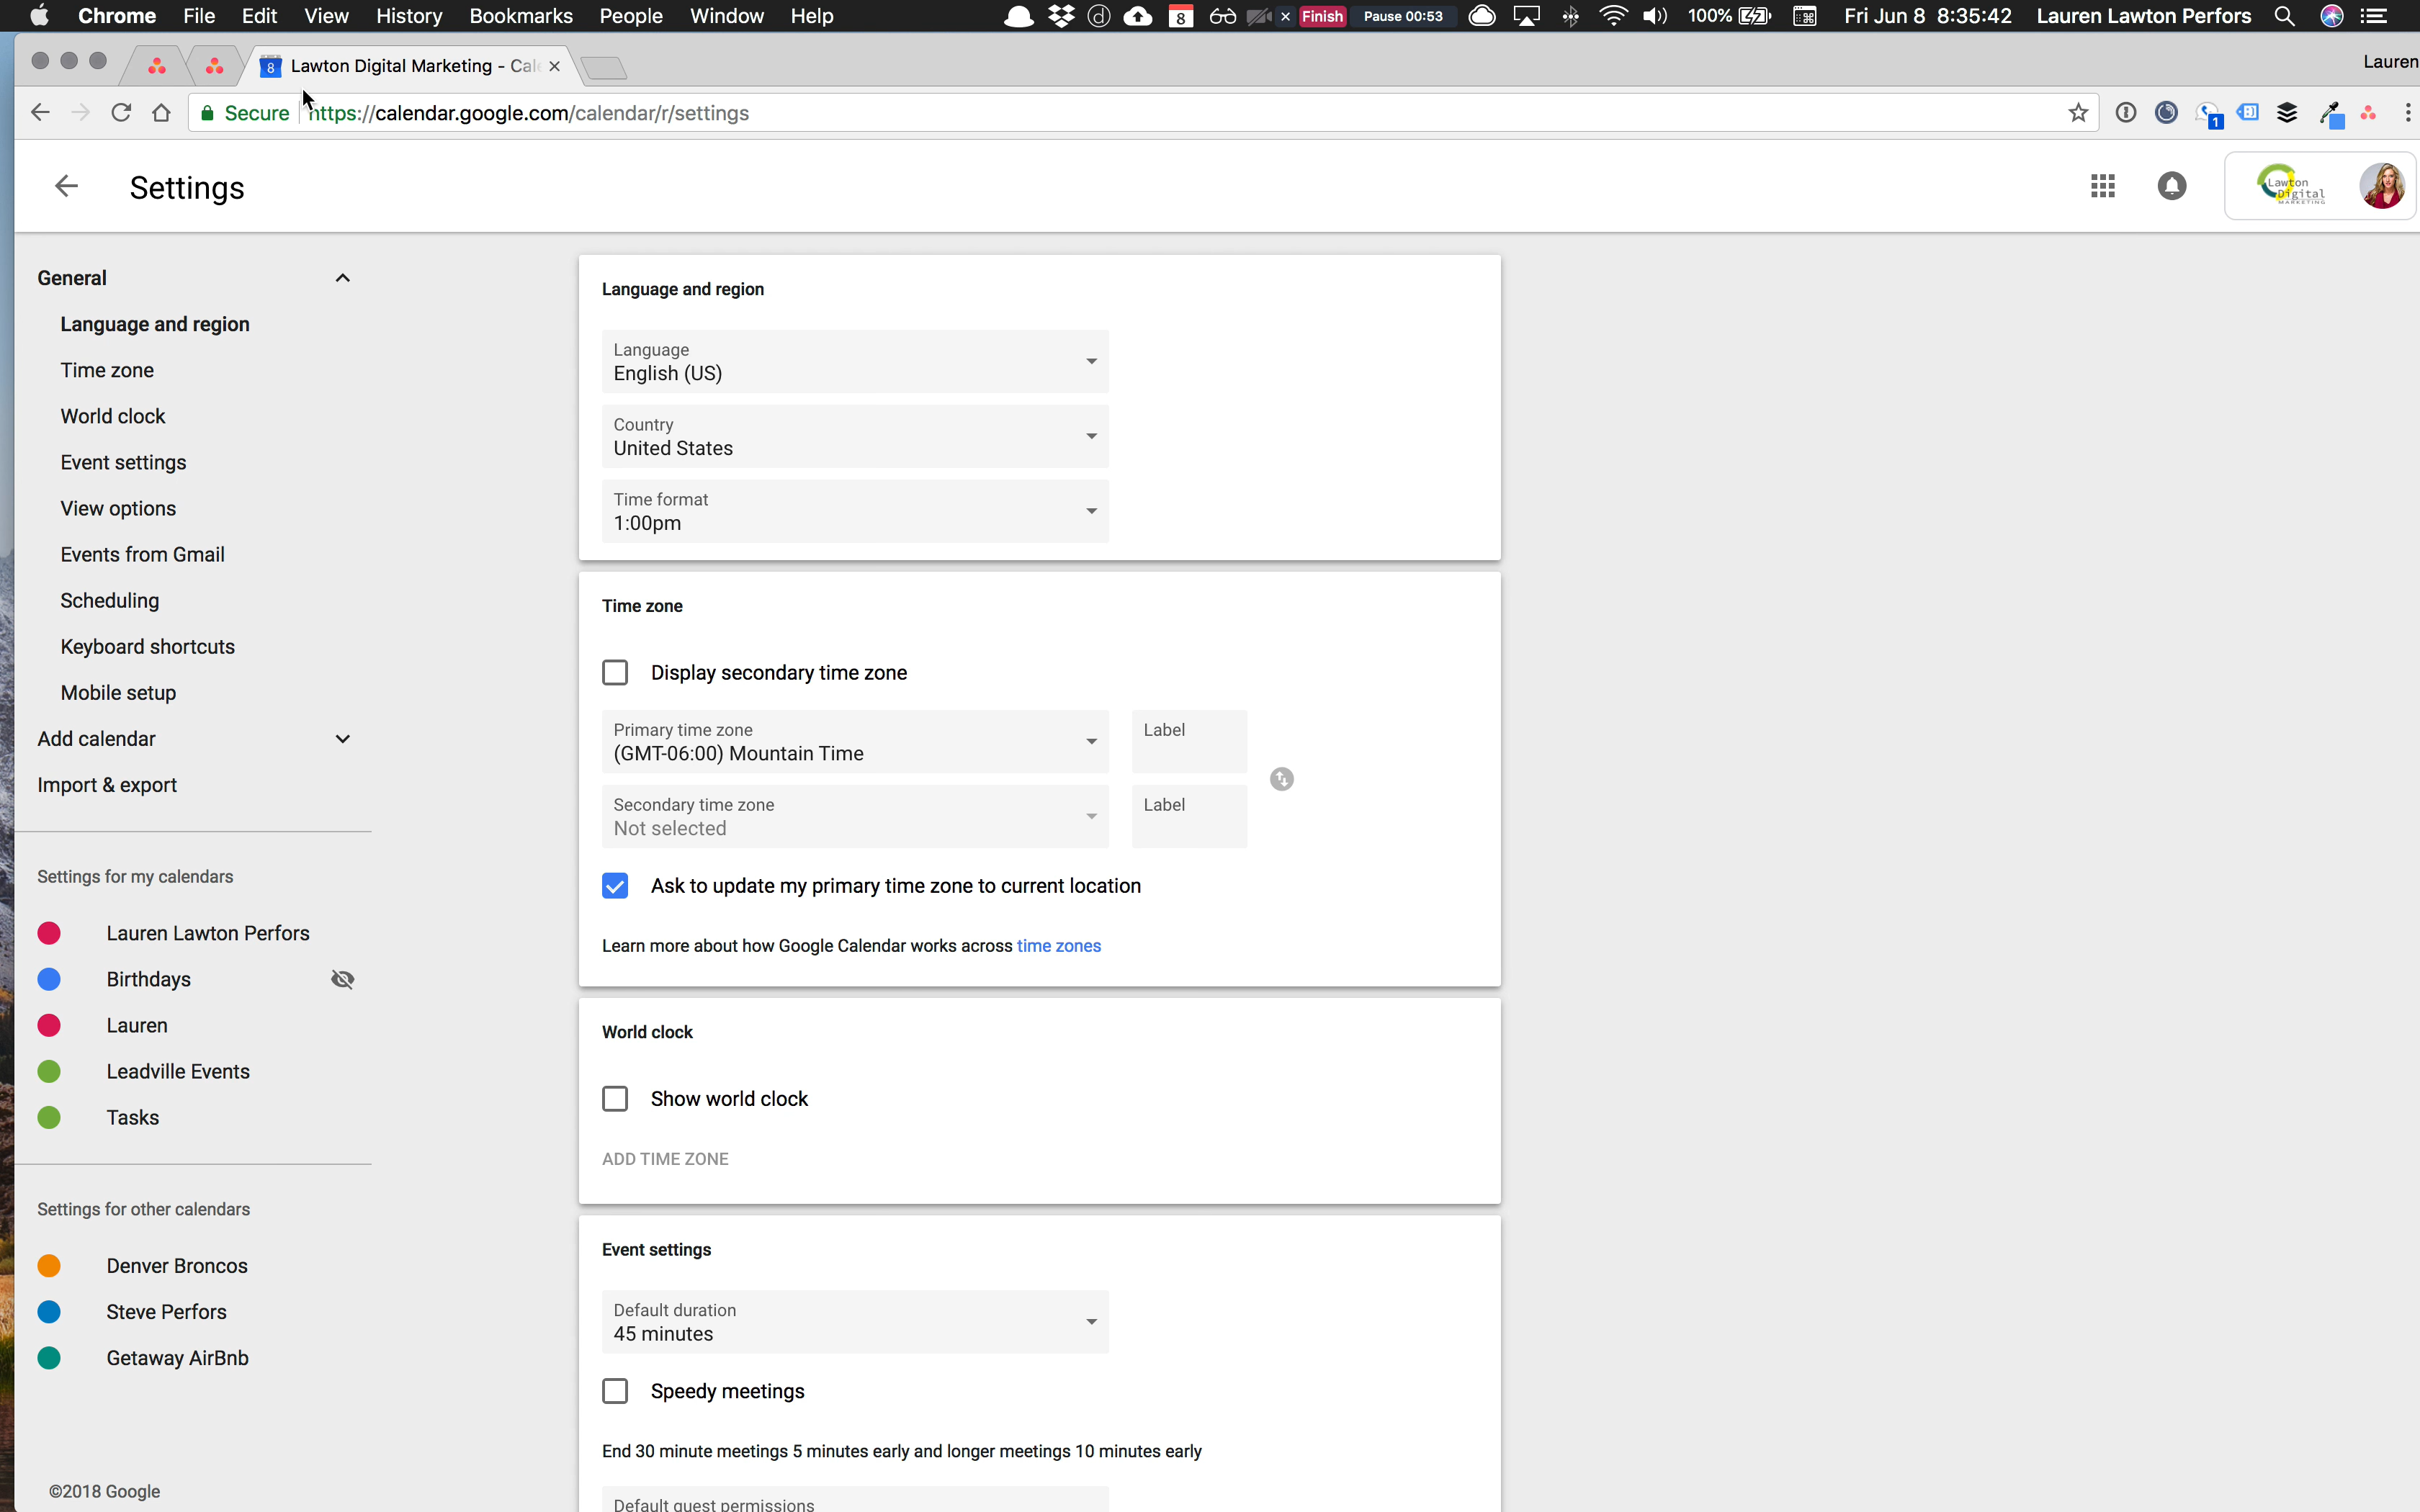 Chrome File Edit View History Bookmarks People Window Help 8 Finish Pause 00:53 100% Fri Jun 8 8:35:42 Lauren Lawton Perfors
8 Lawton Digital Marketing - Cal Lauren
Secure https://calendar.google.com/calendar/r/settings 1
Settings
Lawton
Digital
MARKETING
General
Language and region
Time zone
World clock
Event settings
View options
Events from Gmail
Scheduling
Keyboard shortcuts
Mobile setup
Add calendar
Import & export
Settings for my calendars
Lauren Lawton Perfors
Birthdays
Lauren
Leadville Events
Tasks
Settings for other calendars
Denver Broncos
Steve Perfors
Getaway AirBnb
©2018 Google
Language and region
Language
English (US)
Country
United States
Time format
1:00pm
Time zone
Display secondary time zone
Primary time zone
(GMT-06:00) Mountain Time
Label
Secondary time zone
Not selected
Label
Ask to update my primary time zone to current location
Learn more about how Google Calendar works across time zones
World clock
Show world clock
ADD TIME ZONE
Event settings
Default duration
45 minutes
Speedy meetings
End 30 minute meetings 5 minutes early and longer meetings 10 minutes early
Default guest permissions